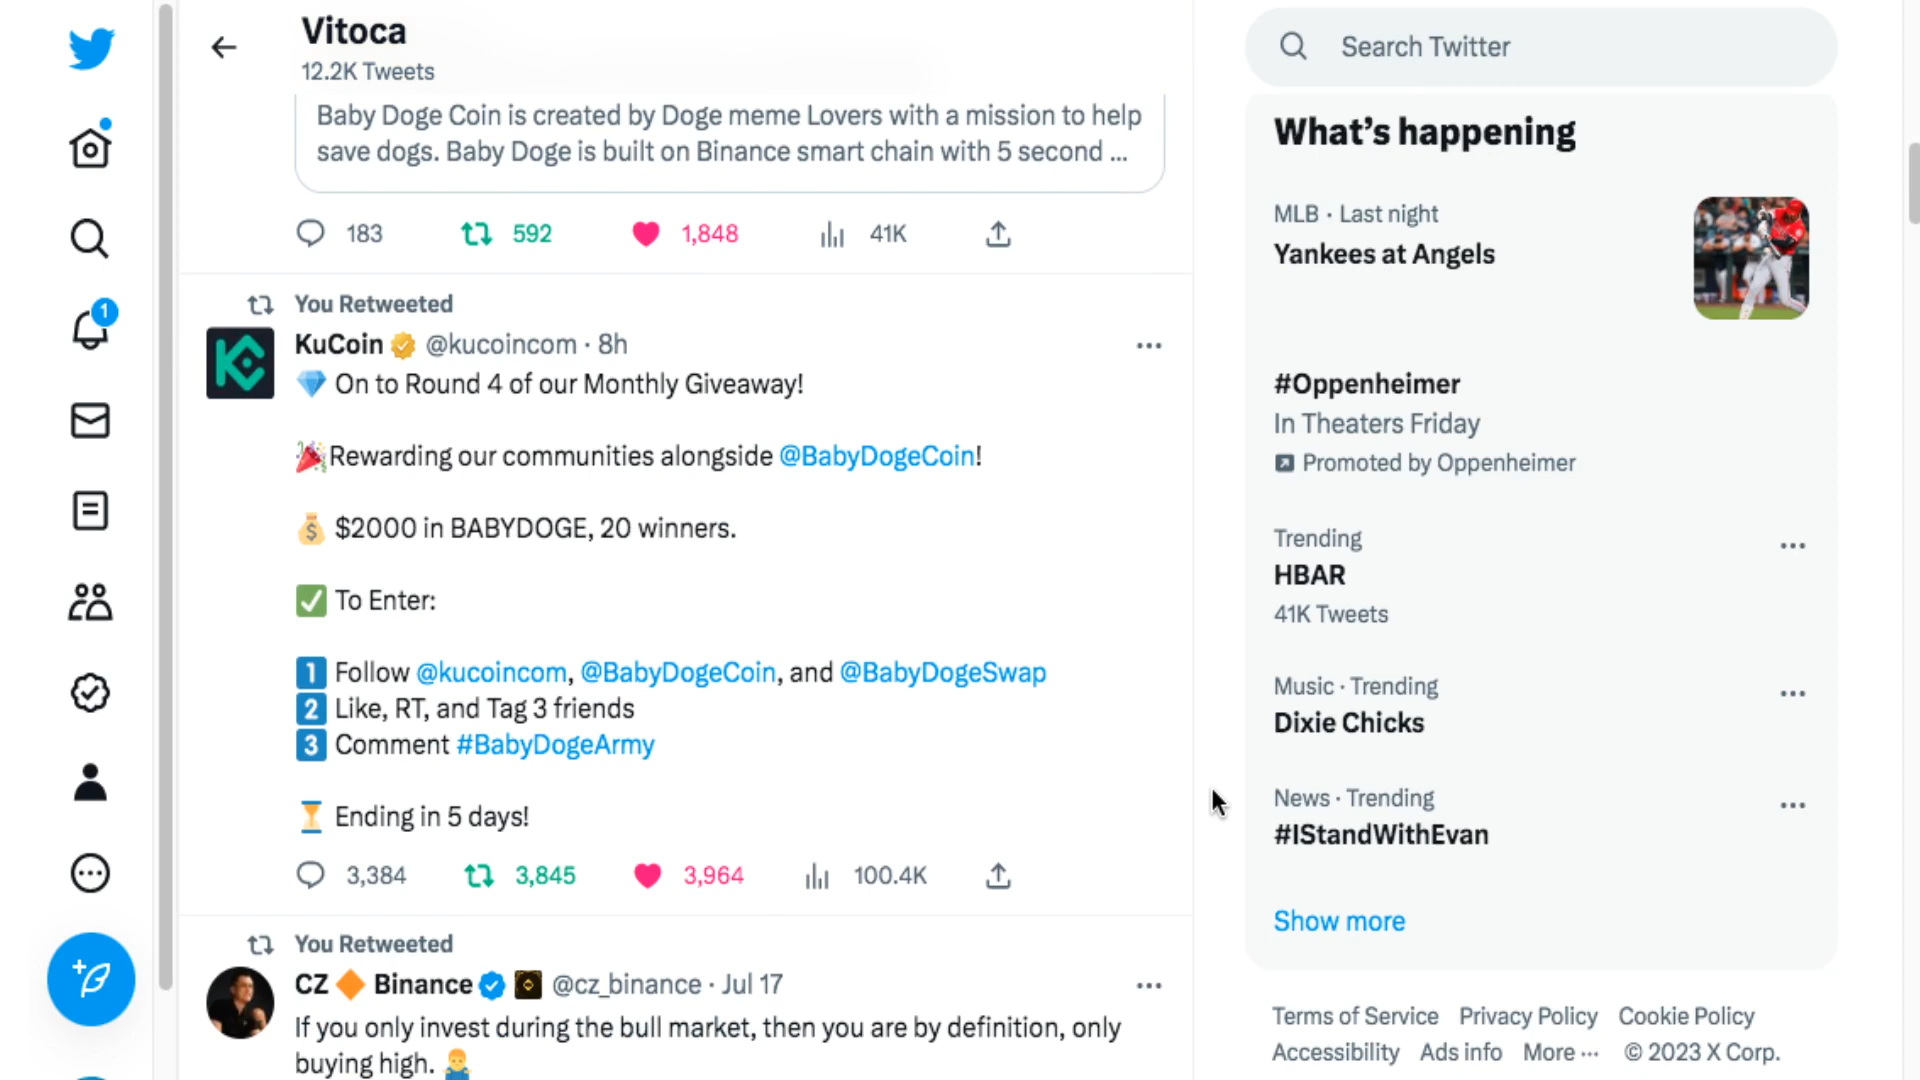 Vitoca
12.2K Tweets
Baby Doge Coin is created by Doge meme Lovers with a mission to help
save dogs. Baby Doge is built on Binance smart chain with 5 second ...
183 592 1,848 41K
You Retweeted
KuCoin @kucoincom · 8h
💎 On to Round 4 of our Monthly Giveaway!
🎉Rewarding our communities alongside @BabyDogeCoin!
💰 $2000 in BABYDOGE, 20 winners.
✅ To Enter:
1️⃣ Follow @kucoincom, @BabyDogeCoin, and @BabyDogeSwap
2️⃣ Like, RT, and Tag 3 friends
3️⃣ Comment #BabyDogeArmy
⏳ Ending in 5 days!
3,384 3,845 3,964 100.4K
You Retweeted
CZ 🔶 Binance @cz_binance · Jul 17
If you only invest during the bull market, then you are by definition, only
buying high. 🤷‍♂️
1
Search Twitter
What's happening
MLB · Last night
Yankees at Angels
#Oppenheimer
In Theaters Friday
Promoted by Oppenheimer
Trending
HBAR
41K Tweets
Music · Trending
Dixie Chicks
News · Trending
#IStandWithEvan
Show more
Terms of Service Privacy Policy Cookie Policy
Accessibility Ads info More ··· © 2023 X Corp.